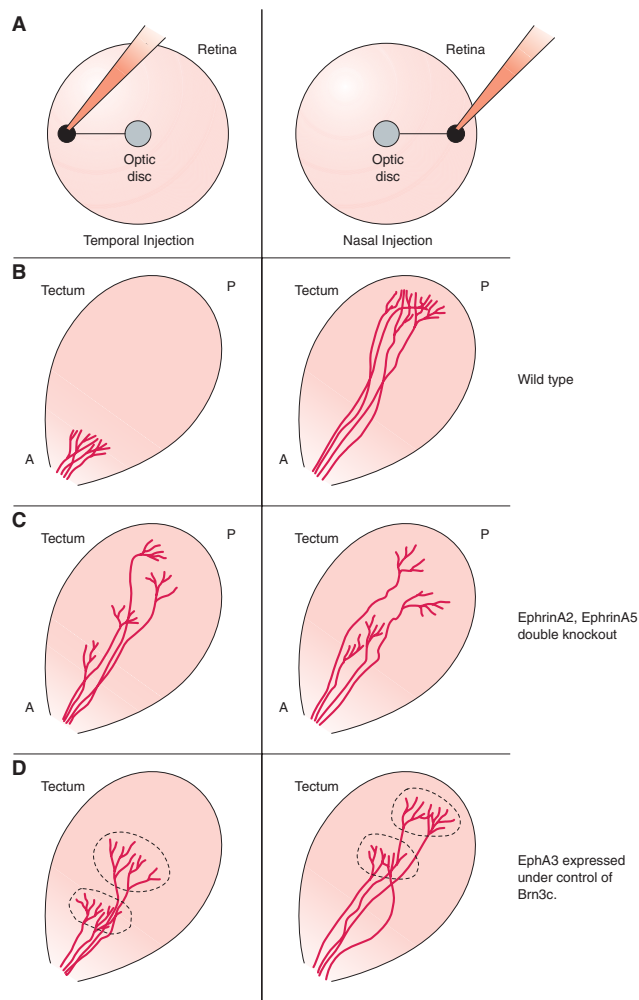 A
Retina
Optic
disc
Temporal Injection
Retina
Optic
disc
Nasal Injection
B
Tectum
P
A
Tectum
P
A
Wild type
C
Tectum
P
A
Tectum
P
A
EphrinA2, EphrinA5
double knockout
D
Tectum
Tectum
EphA3 expressed
under control of
Brn3c.